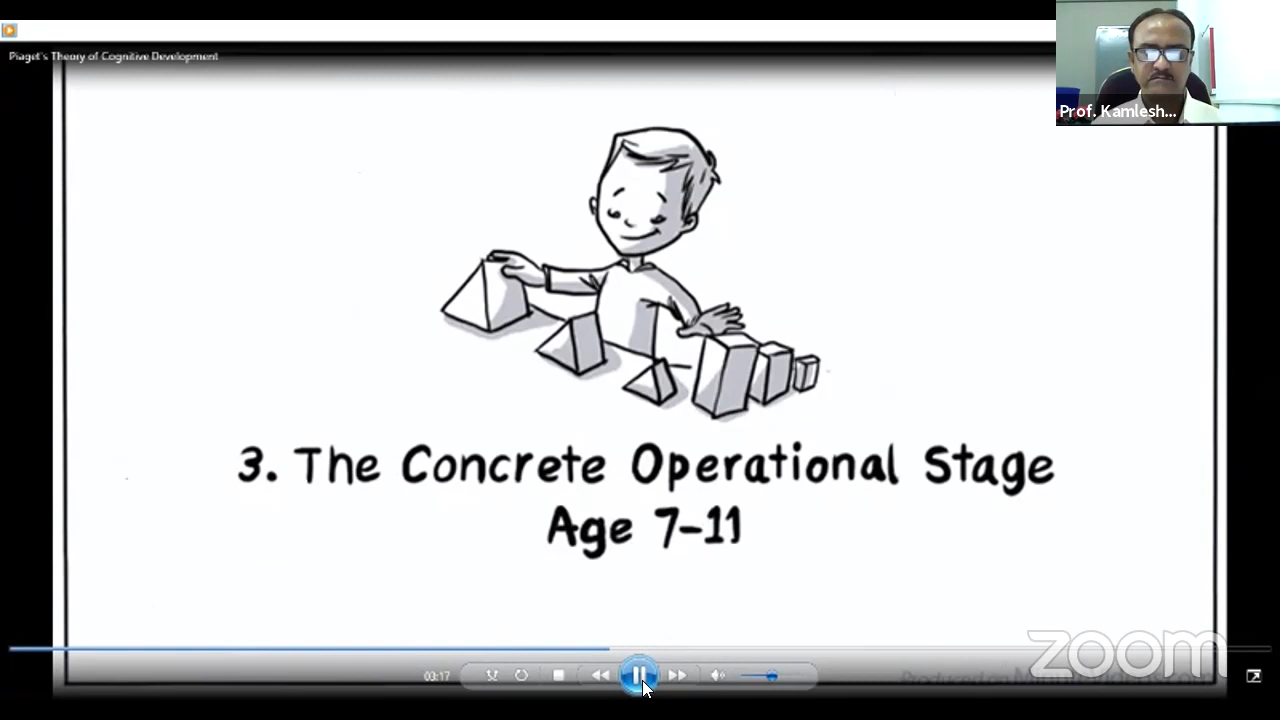 Piaget's Theory of Cognitive Development
Prof. Kamlesh...
3. The Concrete Operational Stage
Age 7-11
zoom
03:17